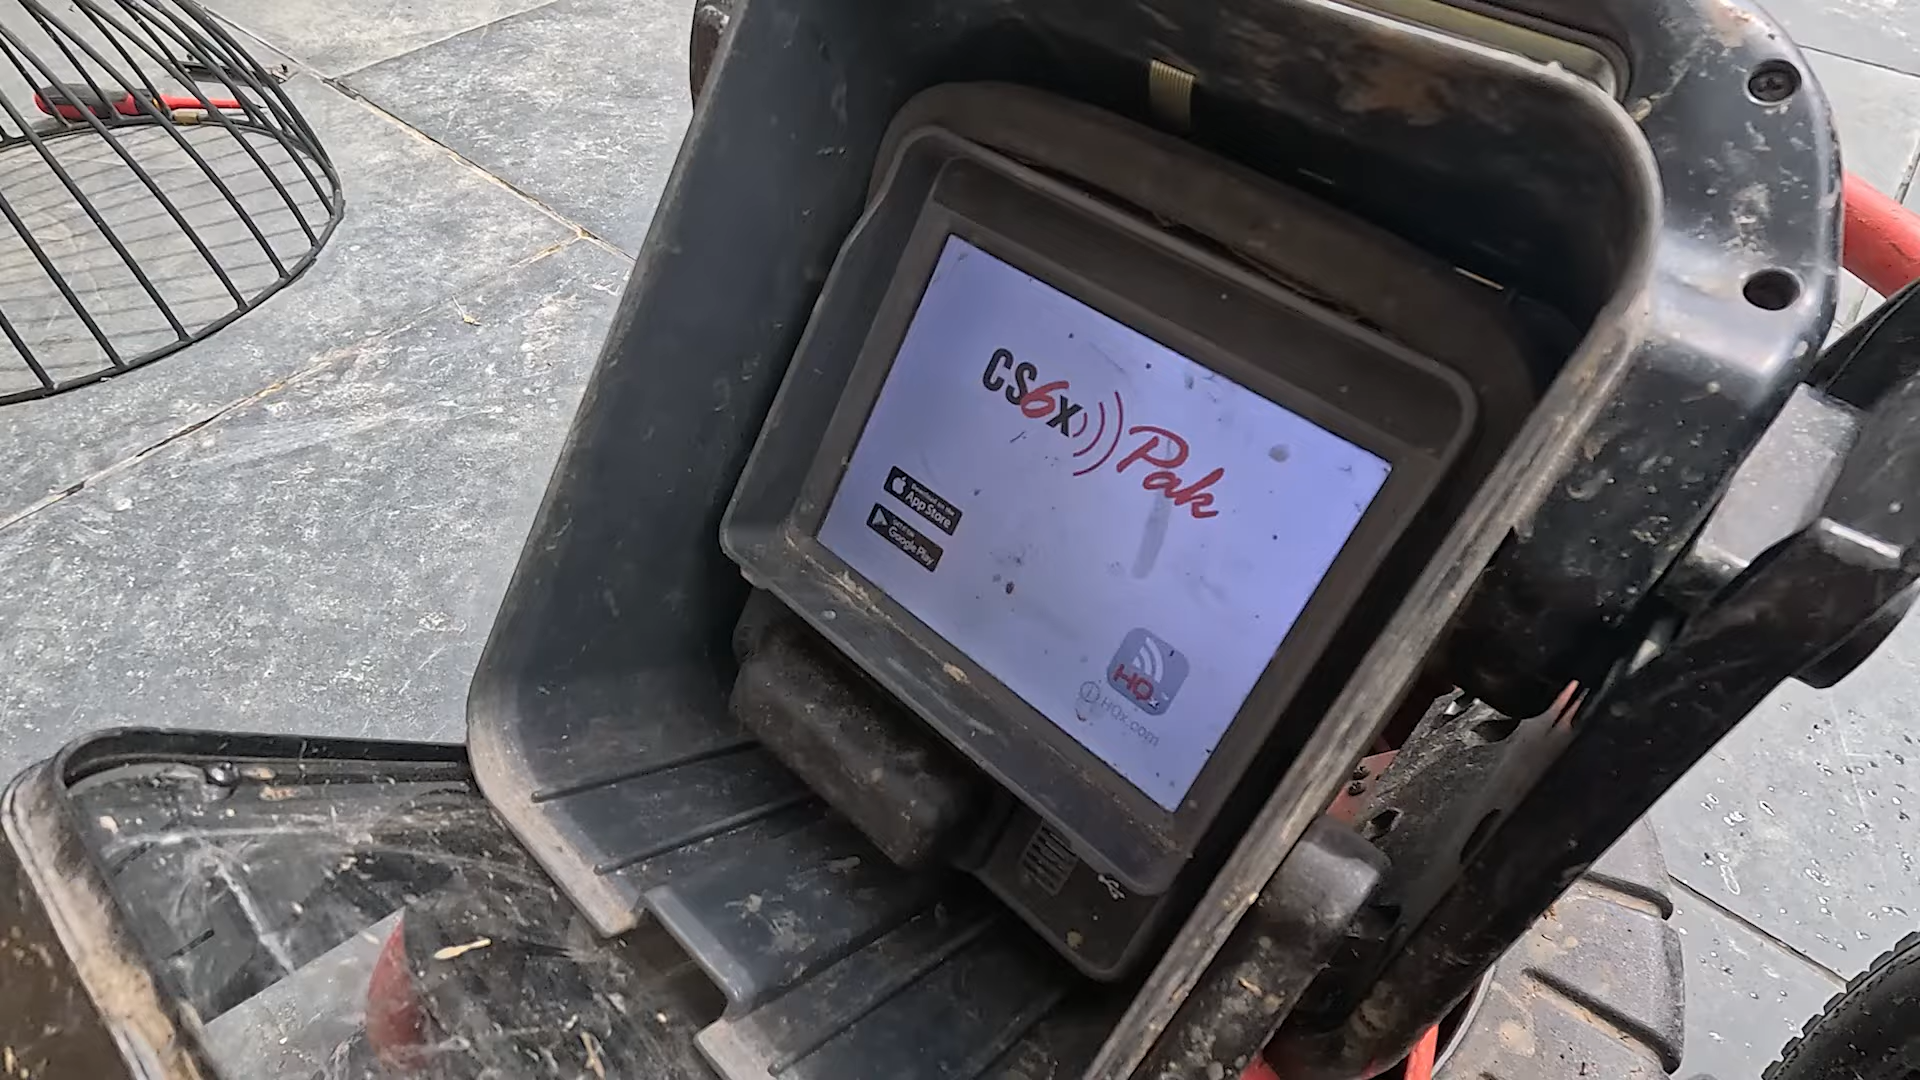 CS6x Pak
Download on the
App Store
GET IT ON
Google Play
HQx
HQx.com